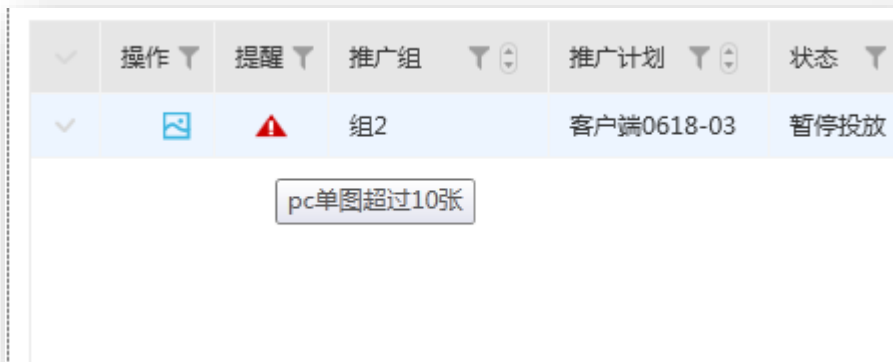 操作 提醒 推广组 推广计划 状态
组2 客户端0618-03 暂停投放
pc单图超过10张